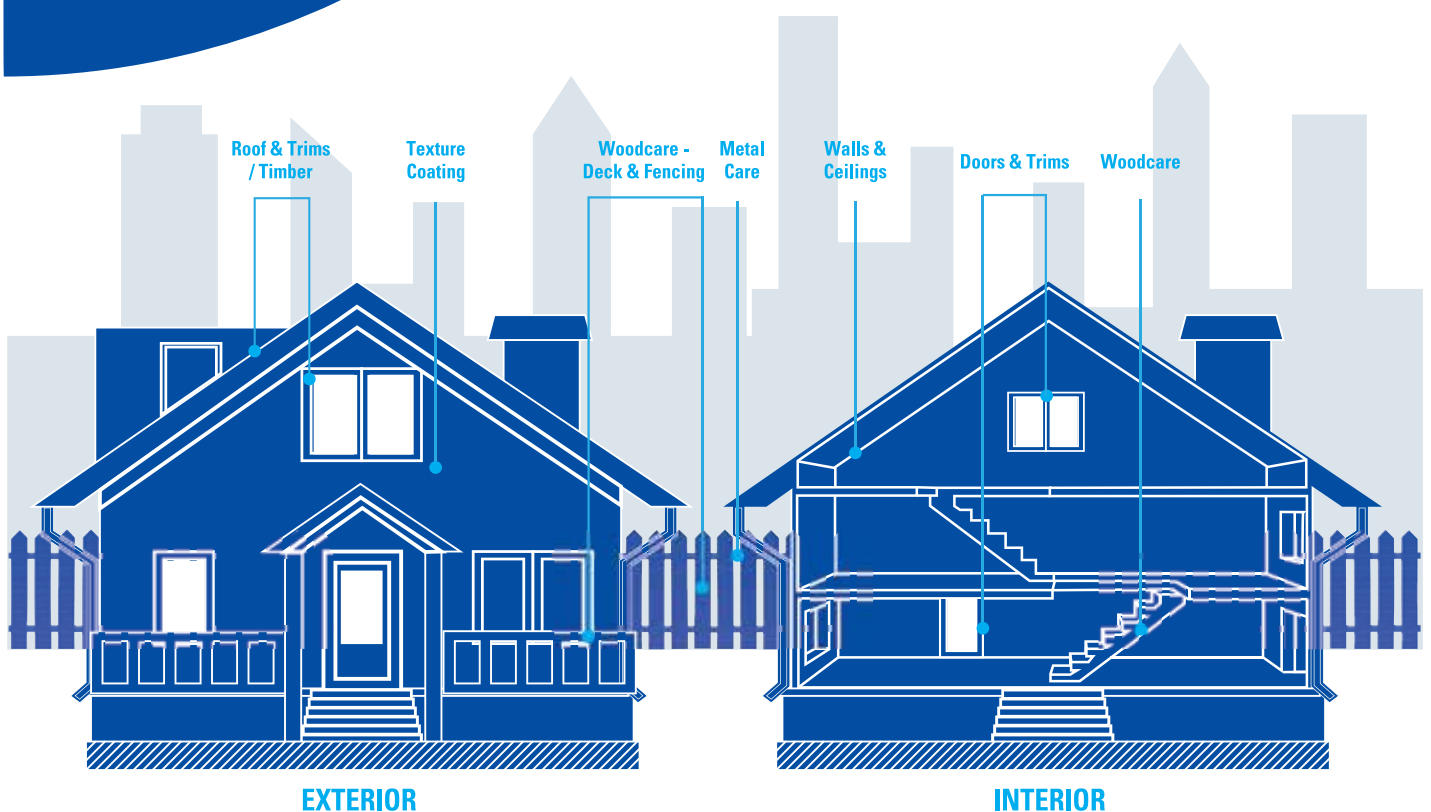 Roof & Trims
/ Timber
Texture
Coating
Woodcare -
Deck & Fencing
Metal
Care
Walls &
Ceilings
Doors & Trims
Woodcare
EXTERIOR
INTERIOR